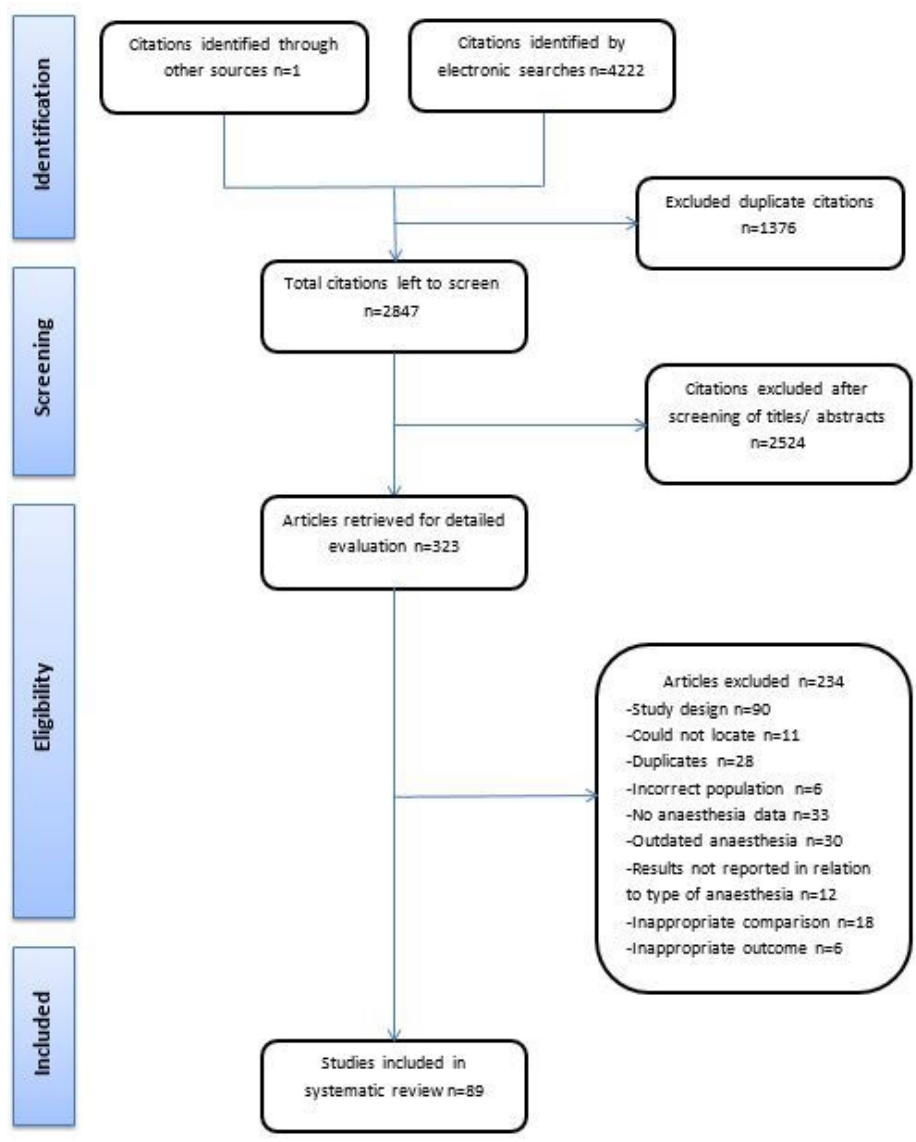 Identification
Citations identified through
other sources n=1
Citations identified by
electronic searches n=4222
Excluded duplicate citations
n=1376
Screening
Total citations left to screen
n=2847
Citations excluded after
screening of titles/ abstracts
n=2524
Eligibility
Articles retrieved for detailed
evaluation n=323
Articles excluded n=234
-Study design n=90
-Could not locate n=11
-Duplicates n=28
-Incorrect population n=6
-No anaesthesia data n=33
-Outdated anaesthesia n=30
-Results not reported in relation
to type of anaesthesia n=12
-Inappropriate comparison n=18
-Inappropriate outcome n=6
Included
Studies included in
systematic review n=89